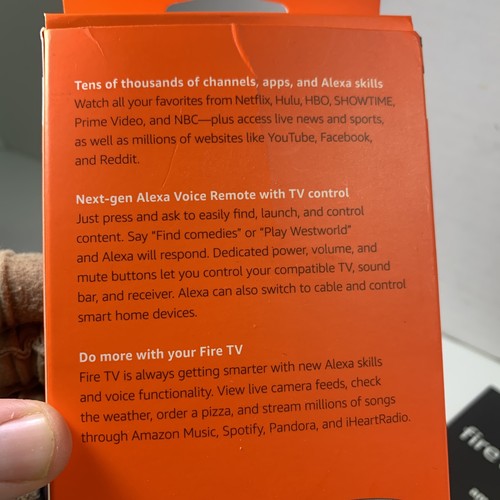 Tens of thousands of channels, apps, and Alexa skills
Watch all your favorites from Netflix, Hulu, HBO, SHOWTIME,
Prime Video, and NBC—plus access live news and sports,
as well as millions of websites like YouTube, Facebook,
and Reddit.
Next-gen Alexa Voice Remote with TV control
Just press and ask to easily find, launch, and control
content. Say "Find comedies" or "Play Westworld"
and Alexa will respond. Dedicated power, volume, and
mute buttons let you control your compatible TV, sound
bar, and receiver. Alexa can also switch to cable and control
smart home devices.
Do more with your Fire TV
Fire TV is always getting smarter with new Alexa skills
and voice functionality. View live camera feeds, check
the weather, order a pizza, and stream millions of songs
through Amazon Music, Spotify, Pandora, and iHeartRadio.
fire